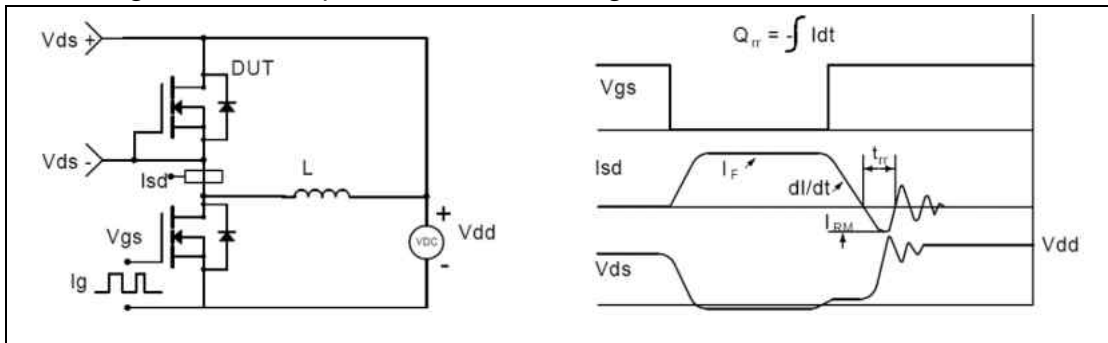 Vds +
DUT
Vds -
Isd
L
Vgs
Ig
+
VDC
Vdd
-
Q_rr = -∫ Idt
Vgs
Isd
I_F
dI/dt
t_rr
I_RM
Vdd
Vds